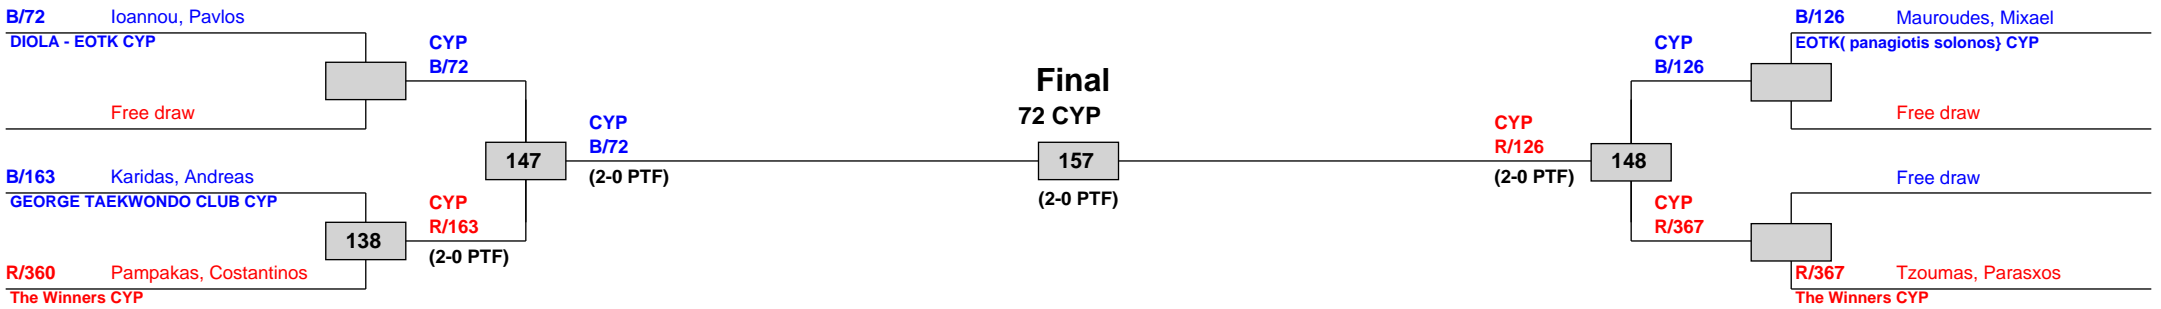 B/72 Ioannou, Pavlos
DIOLA - EOTK CYP
Free draw
CYP
B/72
B/163 Karidas, Andreas
GEORGE TAEKWONDO CLUB CYP
138
R/360 Pampakas, Costantinos
The Winners CYP
CYP
R/163
(2-0 PTF)
147
CYP
B/72
(2-0 PTF)
Final
72 CYP
157
(2-0 PTF)
CYP
R/126
(2-0 PTF)
148
CYP
B/126
B/126 Mauroudes, Mixael
EOTK( panagiotis solonos} CYP
Free draw
CYP
R/367
Free draw
R/367 Tzoumas, Parasxos
The Winners CYP